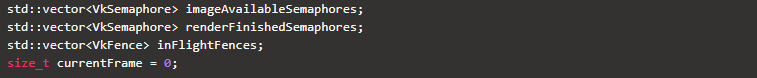 std::vector<VkSemaphore> imageAvailableSemaphores;
std::vector<VkSemaphore> renderFinishedSemaphores;
std::vector<VkFence> inFlightFences;
size_t currentFrame = 0;